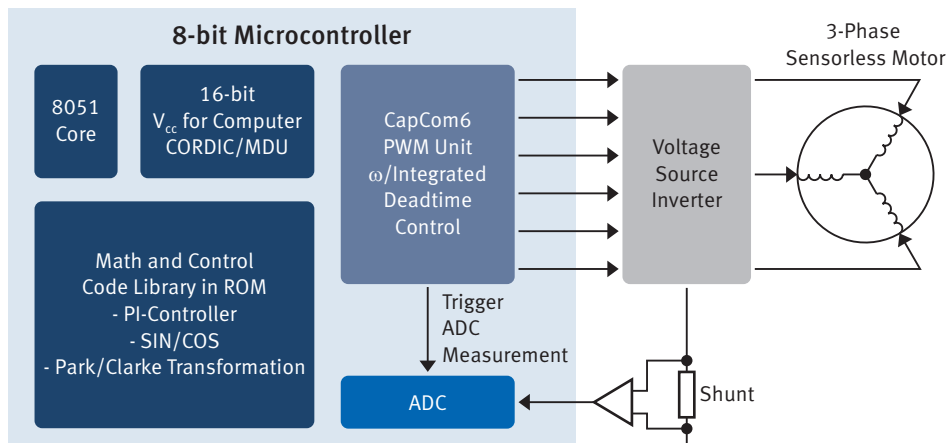 8-bit Microcontroller
8051
Core
16-bit
Vcc for Computer
CORDIC/MDU
CapCom6
PWM Unit
ω/Integrated
Deadtime
Control
Voltage
Source
Inverter
3-Phase
Sensorless Motor
Math and Control
Code Library in ROM
- PI-Controller
- SIN/COS
- Park/Clarke Transformation
Trigger
ADC
Measurement
ADC
Shunt